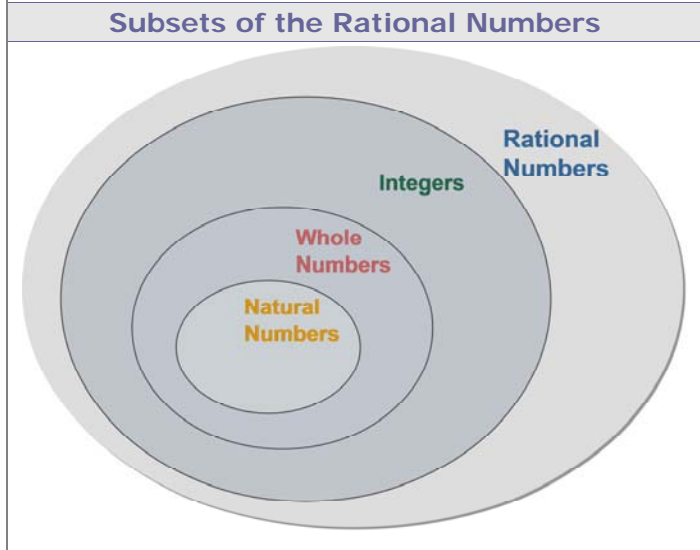 Subsets of the Rational Numbers
Rational
Numbers
Integers
Whole
Numbers
Natural
Numbers